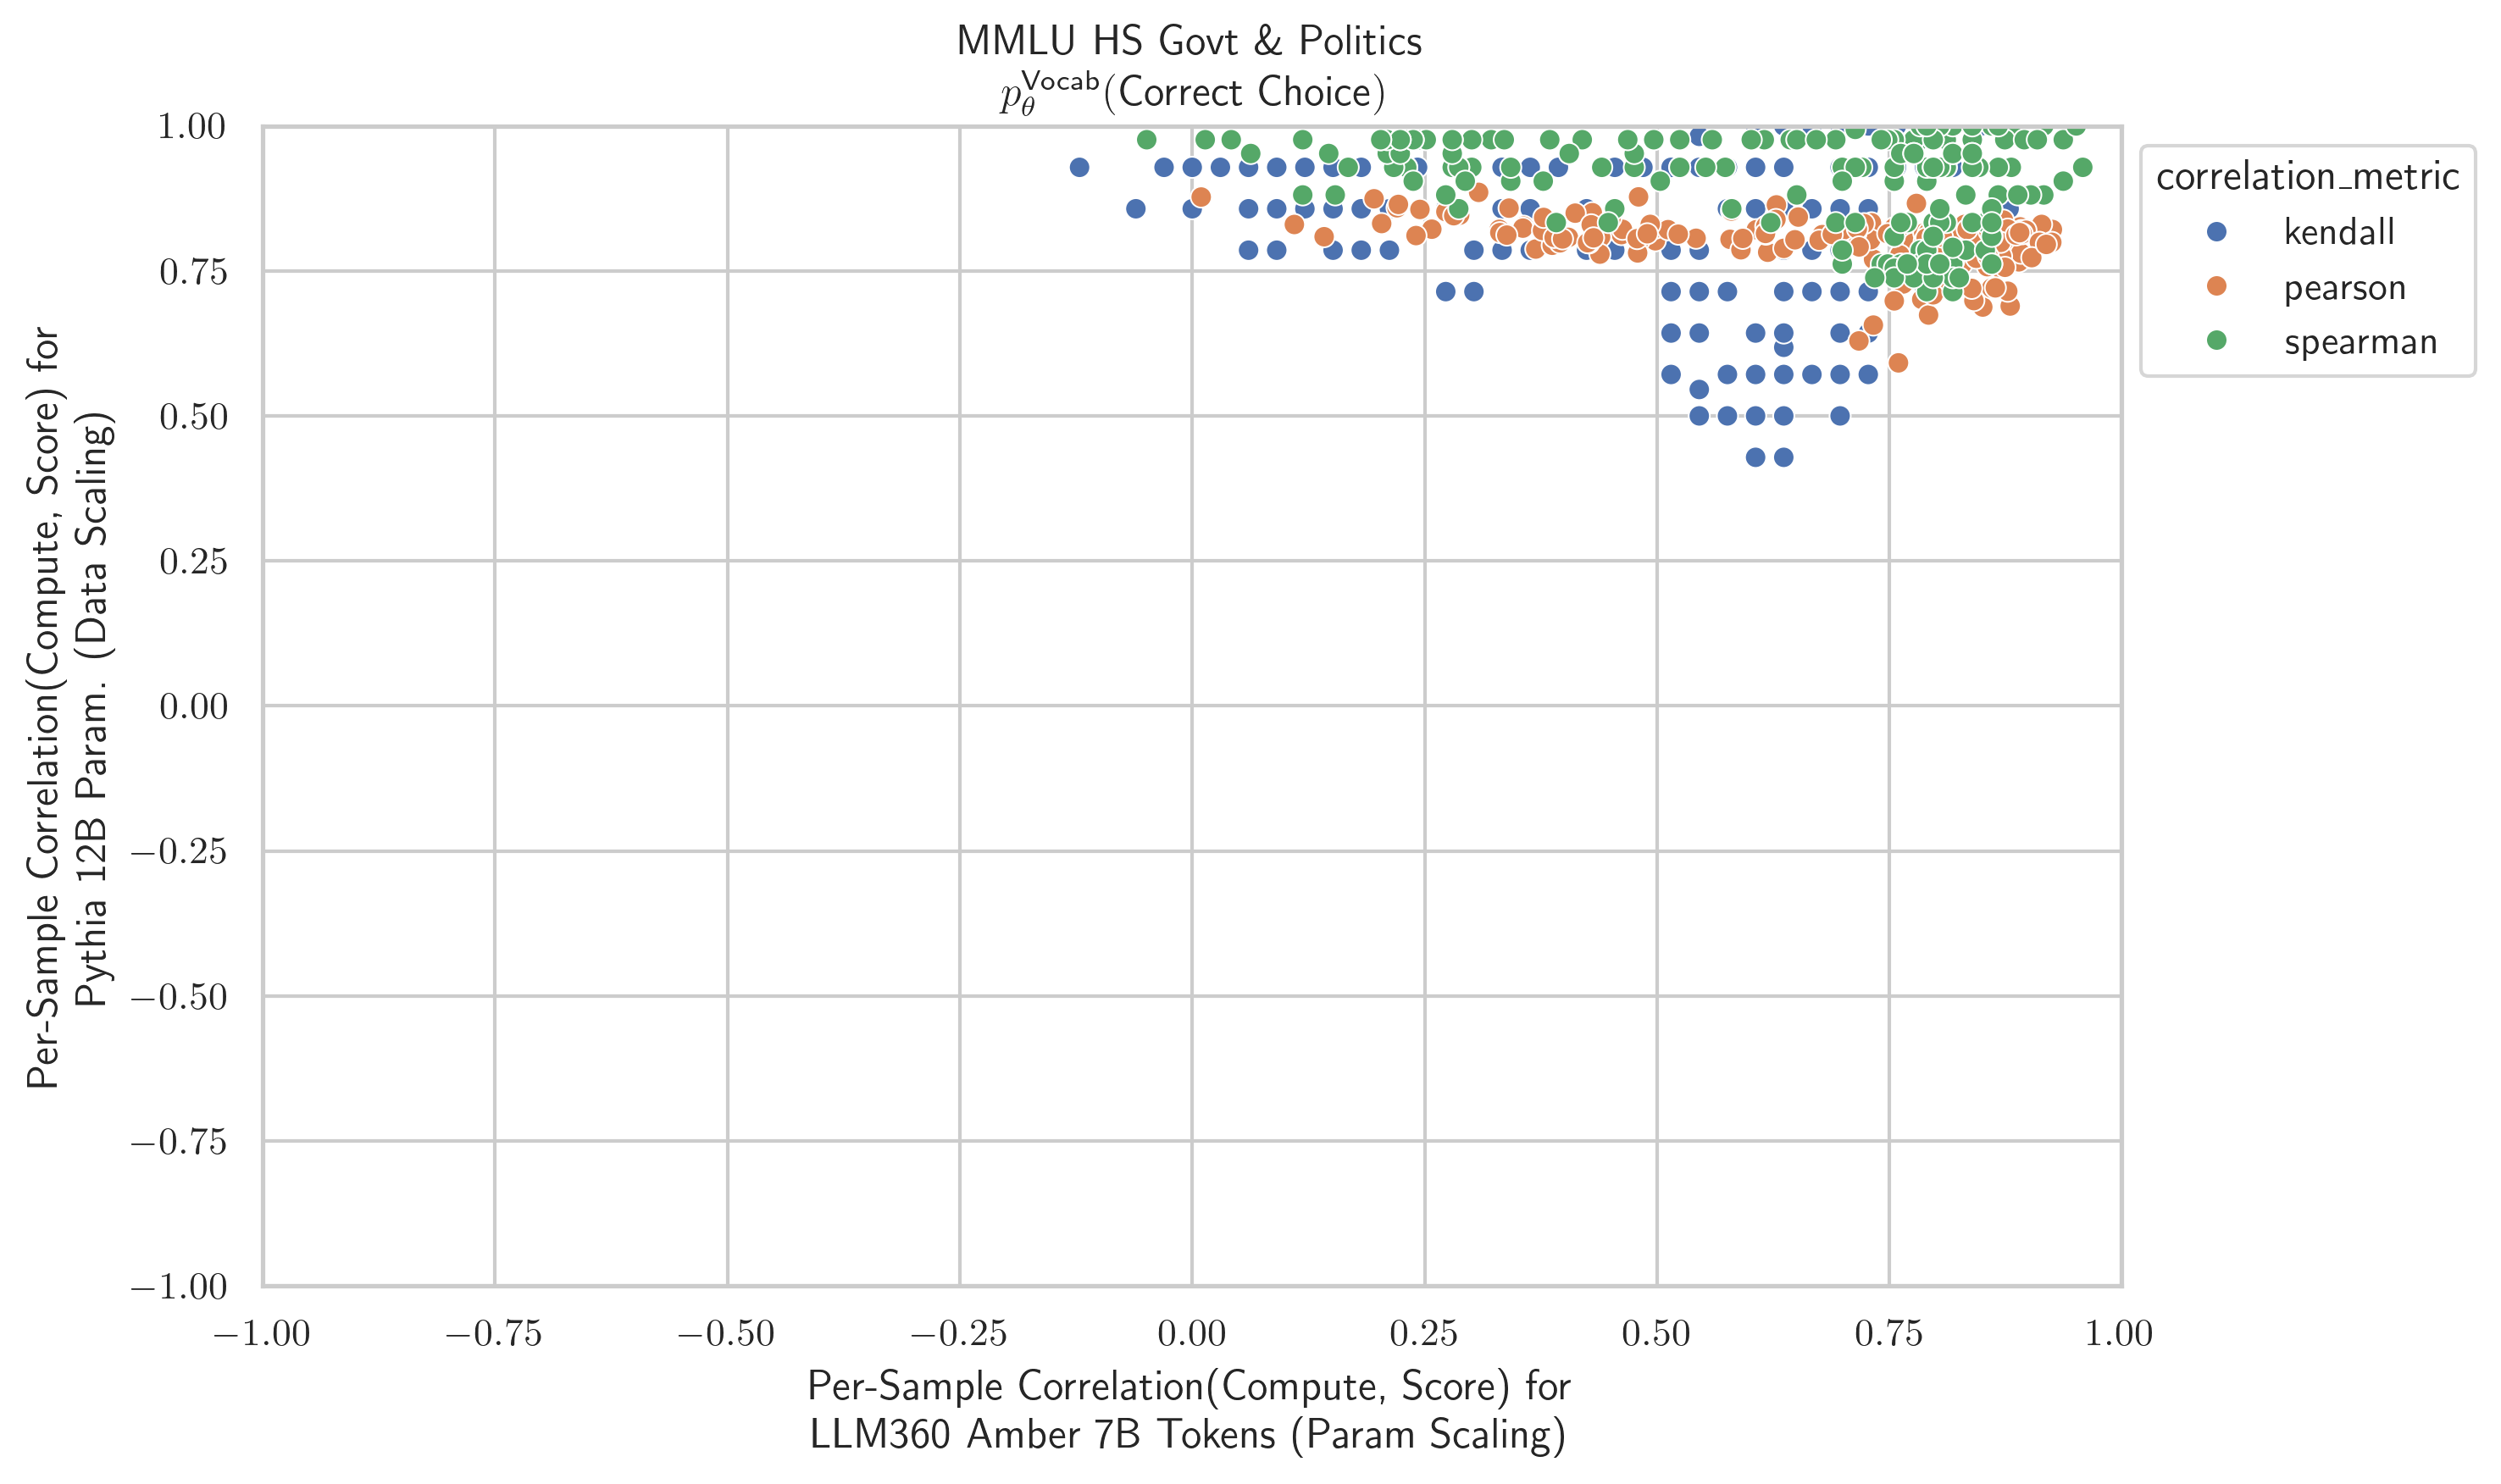 MMLU HS Govt & Politics
p_θ^Vocab(Correct Choice)
Per-Sample Correlation(Compute, Score) for
Pythia 12B Param. (Data Scaling)
1.00
0.75
0.50
0.25
0.00
−0.25
−0.50
−0.75
−1.00
−1.00 −0.75 −0.50 −0.25 0.00 0.25 0.50 0.75 1.00
Per-Sample Correlation(Compute, Score) for
LLM360 Amber 7B Tokens (Param Scaling)
correlation_metric
kendall
pearson
spearman